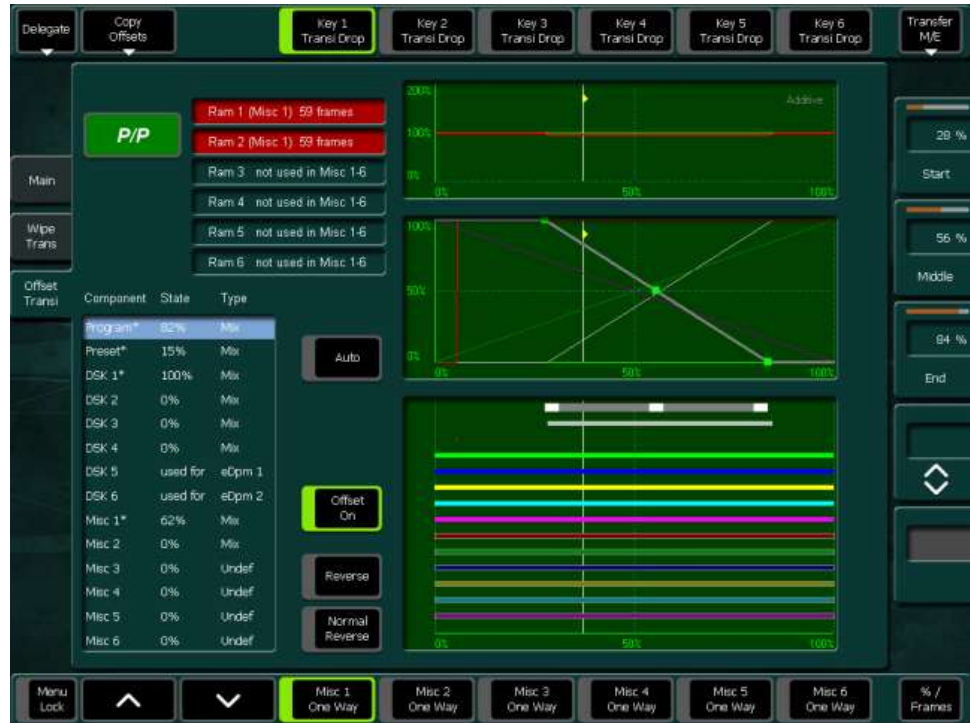 Delegate
Copy
Offsets
Key 1
Transi Drop
Key 2
Transi Drop
Key 3
Transi Drop
Key 4
Transi Drop
Key 5
Transi Drop
Key 6
Transi Drop
Transfer
M/E
P/P
Ram 1 (Misc 1) 59 frames
Ram 2 (Misc 1) 59 frames
Ram 3 not used in Misc 1-6
Ram 4 not used in Misc 1-6
Ram 5 not used in Misc 1-6
Ram 6 not used in Misc 1-6
Main
Wipe
Trans
Offset
Transi
Component State Type
Program* 82% Mix
Preset* 15% Mix
DSK 1* 100% Mix
DSK 2 0% Mix
DSK 3 0% Mix
DSK 4 0% Mix
DSK 5 used for eDpm 1
DSK 6 used for eDpm 2
Misc 1* 62% Mix
Misc 2 0% Mix
Misc 3 0% Undef
Misc 4 0% Undef
Misc 5 0% Undef
Misc 6 0% Undef
Auto
Offset
On
Reverse
Normal
Reverse
200%
Additive
100%
0%
0% 50% 100%
100%
50%
0%
0% 50% 100%
0% 50% 100%
28 %
Start
56 %
Middle
84 %
End
Menu
Lock
Misc 1
One Way
Misc 2
One Way
Misc 3
One Way
Misc 4
One Way
Misc 5
One Way
Misc 6
One Way
% /
Frames